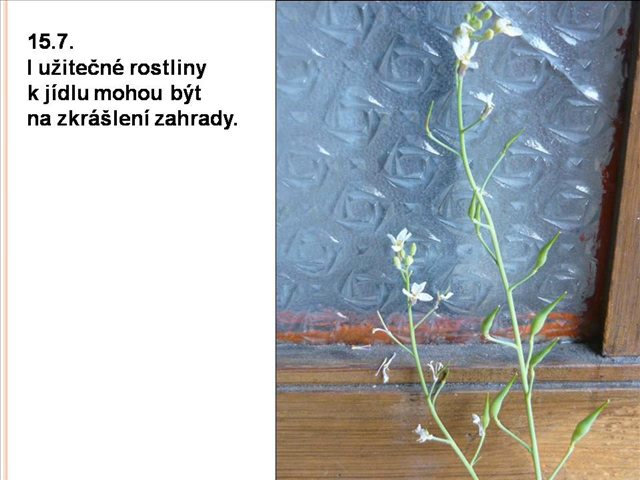 15.7.
I užitečné rostliny
k jídlu mohou být
na zkrášlení zahrady.